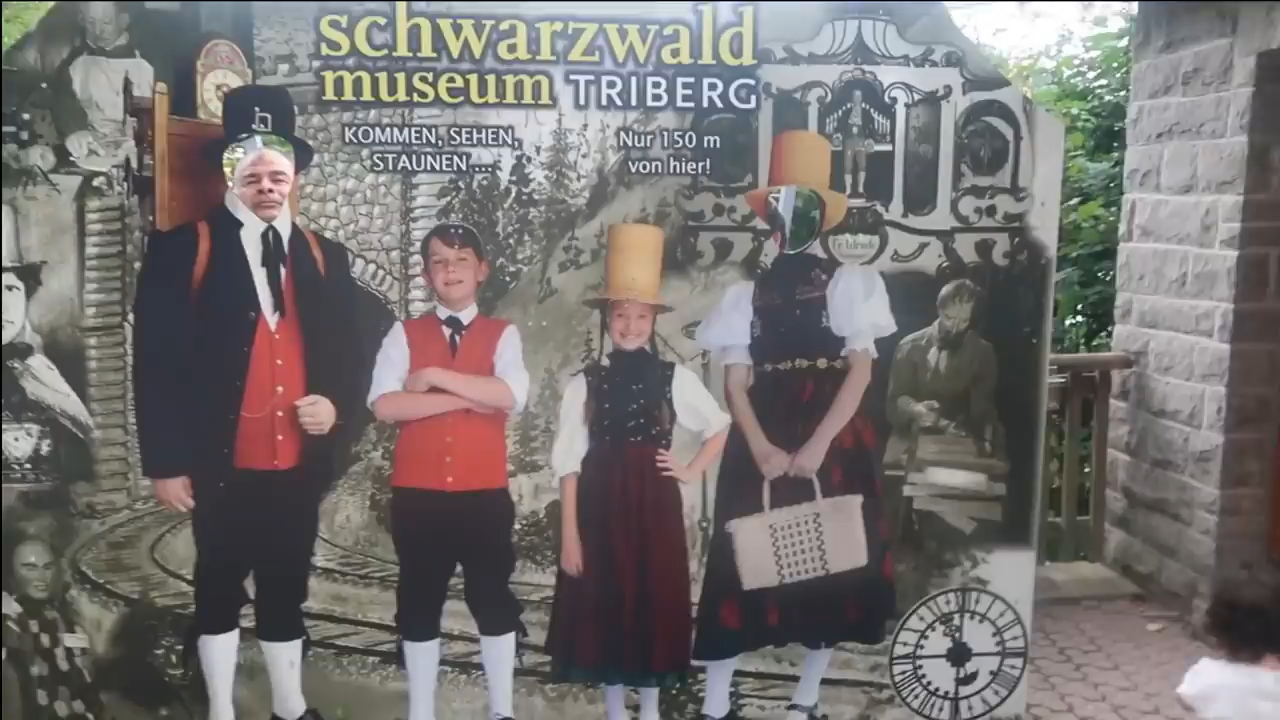 schwarzwald
museum TRIBERG
KOMMEN, SEHEN,
STAUNEN ...
Nur 150 m
von hier!